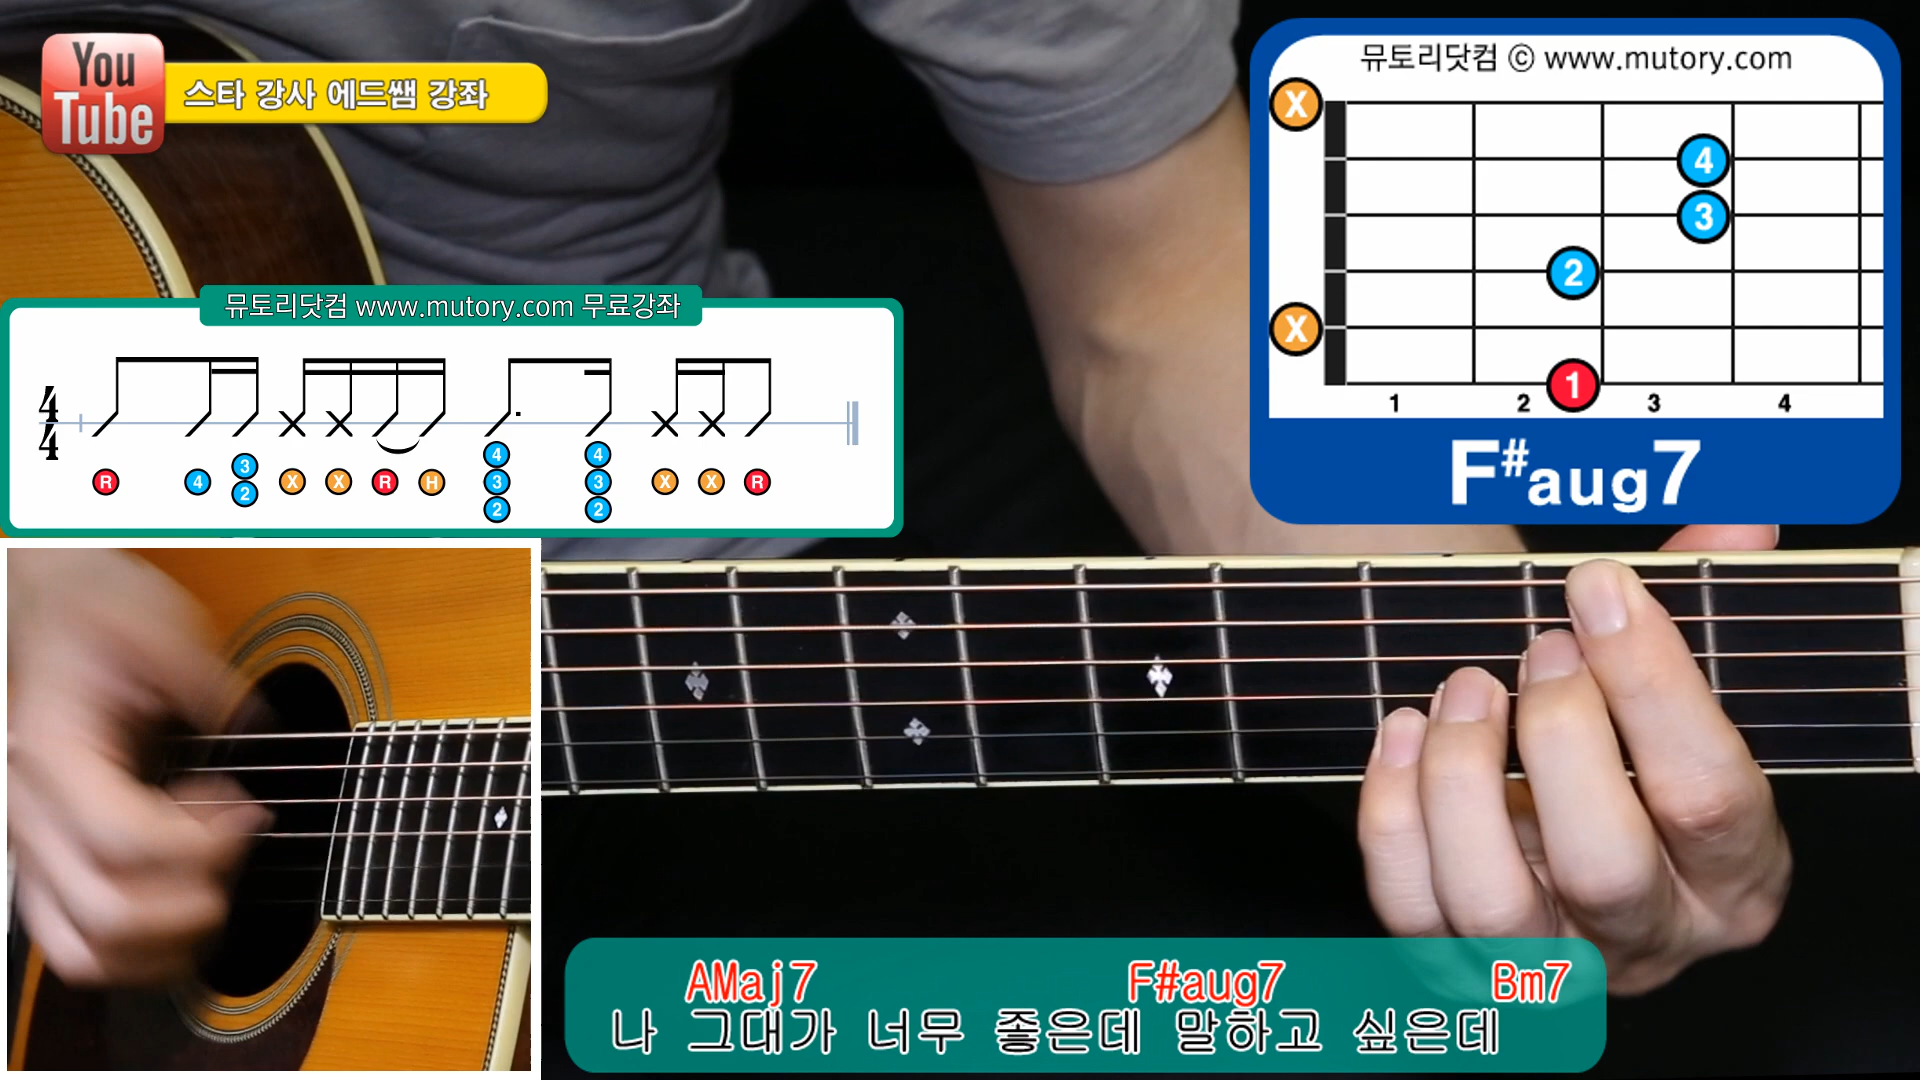 You
Tube
스타 강사 에드쌤 강좌
뮤토리닷컴 © www.mutory.com
X
4
3
2
X
1
1 2 3 4
F#aug7
뮤토리닷컴 www.mutory.com 무료강좌
4
4
R 4 3 2 X X R H 4 3 2 4 3 2 X X R
AMaj7 F#aug7 Bm7
나 그대가 너무 좋은데 말하고 싶은데